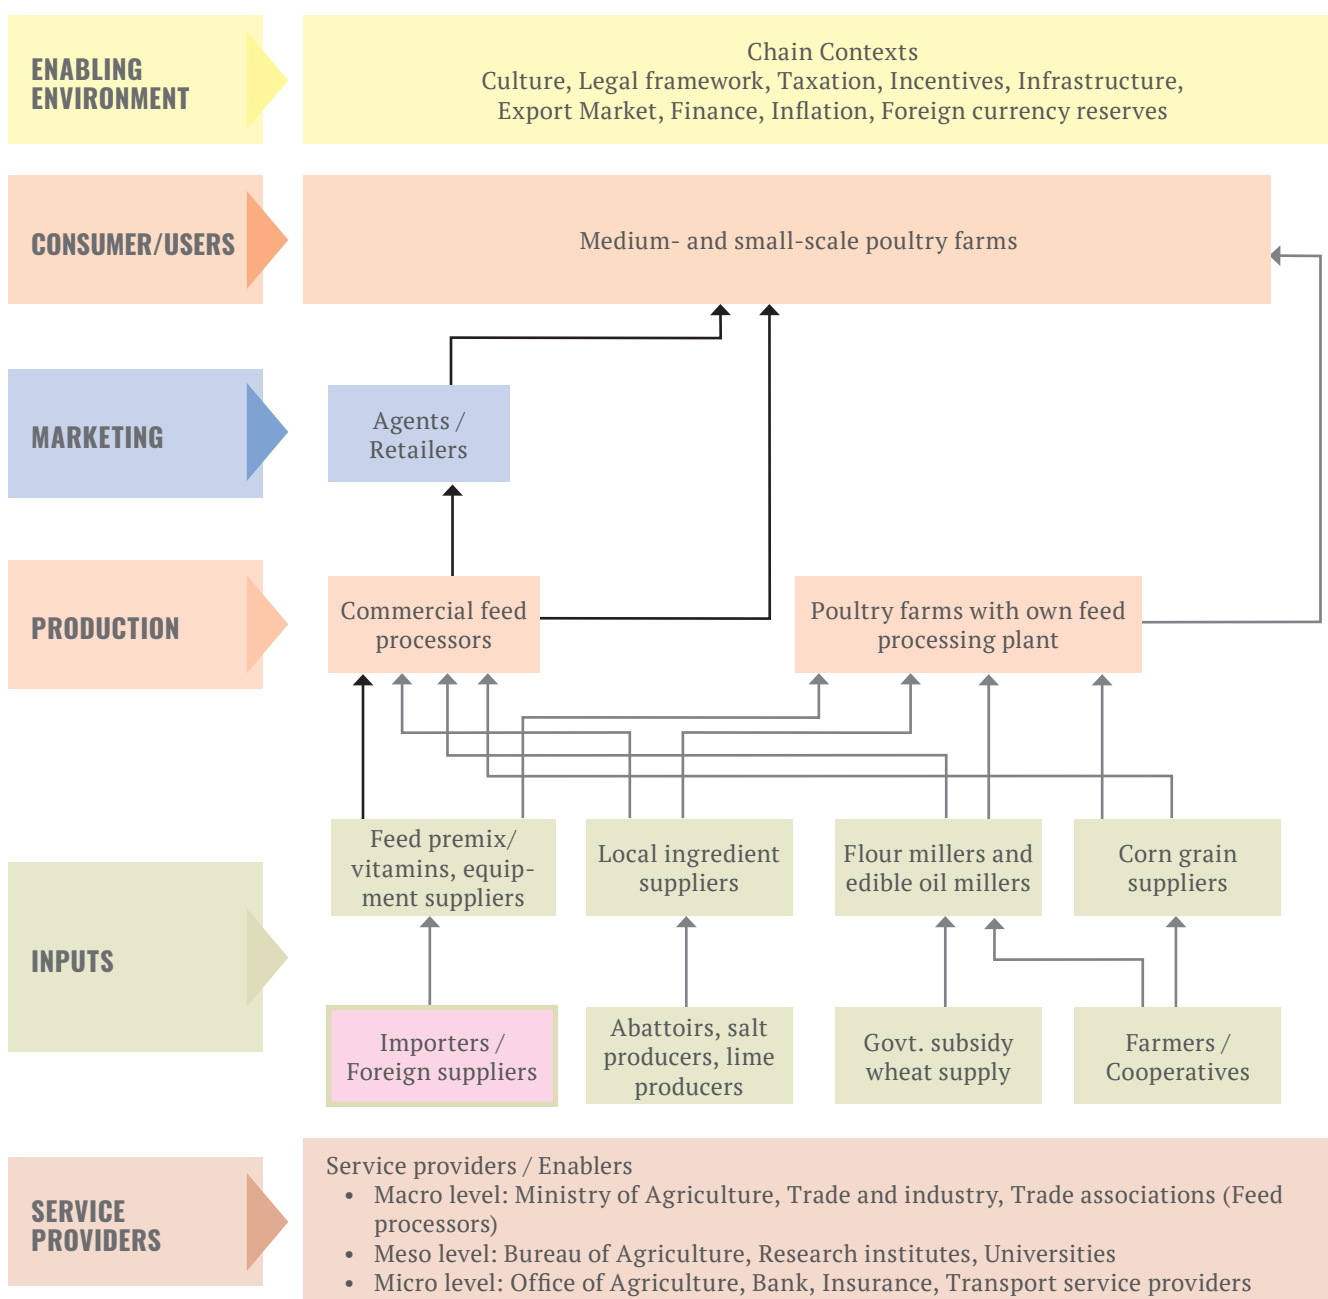 ENABLING
ENVIRONMENT
Chain Contexts
Culture, Legal framework, Taxation, Incentives, Infrastructure,
Export Market, Finance, Inflation, Foreign currency reserves
CONSUMER/USERS
Medium- and small-scale poultry farms
MARKETING
Agents /
Retailers
PRODUCTION
Commercial feed
processors
Poultry farms with own feed
processing plant
INPUTS
Feed premix/
vitamins, equip-
ment suppliers
Local ingredient
suppliers
Flour millers and
edible oil millers
Corn grain
suppliers
Importers /
Foreign suppliers
Abattoirs, salt
producers, lime
producers
Govt. subsidy
wheat supply
Farmers /
Cooperatives
SERVICE
PROVIDERS
Service providers / Enablers
• Macro level: Ministry of Agriculture, Trade and industry, Trade associations (Feed
processors)
• Meso level: Bureau of Agriculture, Research institutes, Universities
• Micro level: Office of Agriculture, Bank, Insurance, Transport service providers